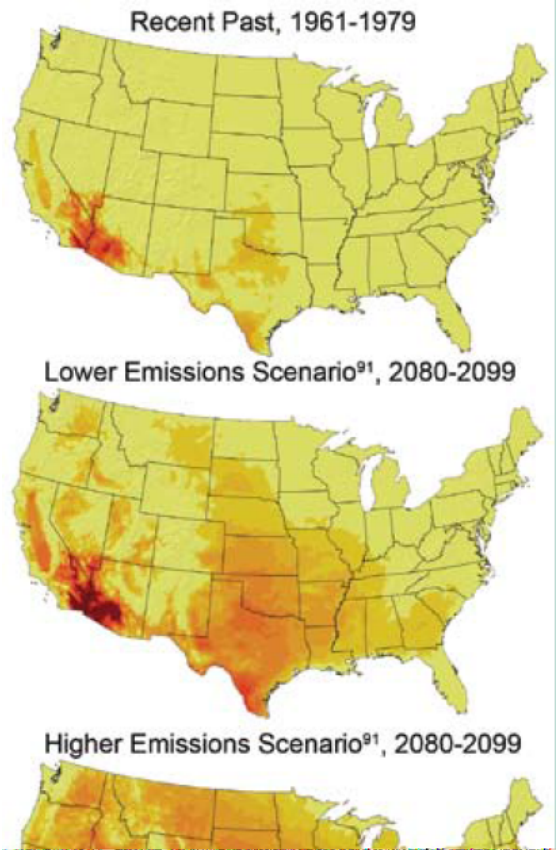 Recent Past, 1961-1979
Lower Emissions Scenario⁹¹, 2080-2099
Higher Emissions Scenario⁹¹, 2080-2099